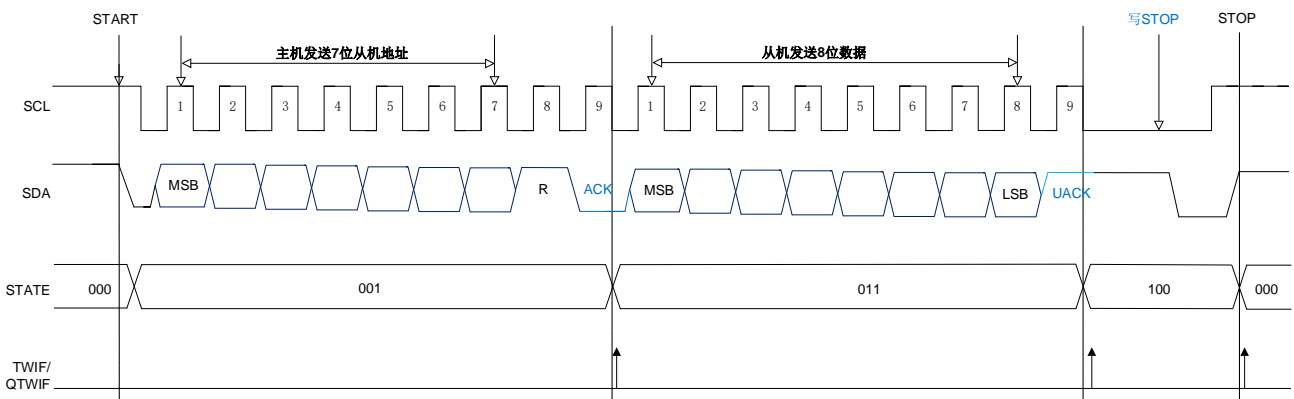 START 写STOP STOP
主机发送7位从机地址 从机发送8位数据
SCL 1 2 3 4 5 6 7 8 9 1 2 3 4 5 6 7 8 9
SDA MSB R ACK MSB LSB UACK
STATE 000 001 011 100 000
TWIF/
QTWIF